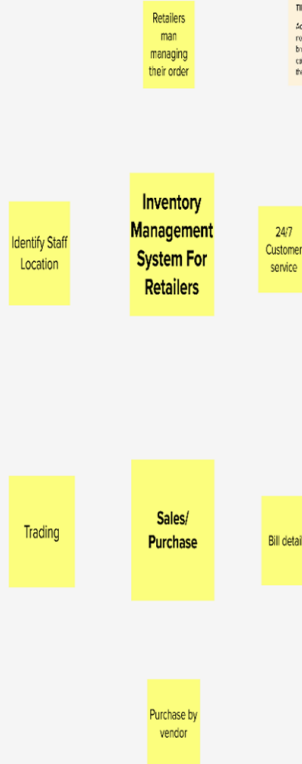 Retailers
man
managing
their order
Inventory
Management
System For
Retailers
Identify Staff
Location
24/7
Customer
service
Sales/
Purchase
Trading
Bill detail
Purchase by
vendor